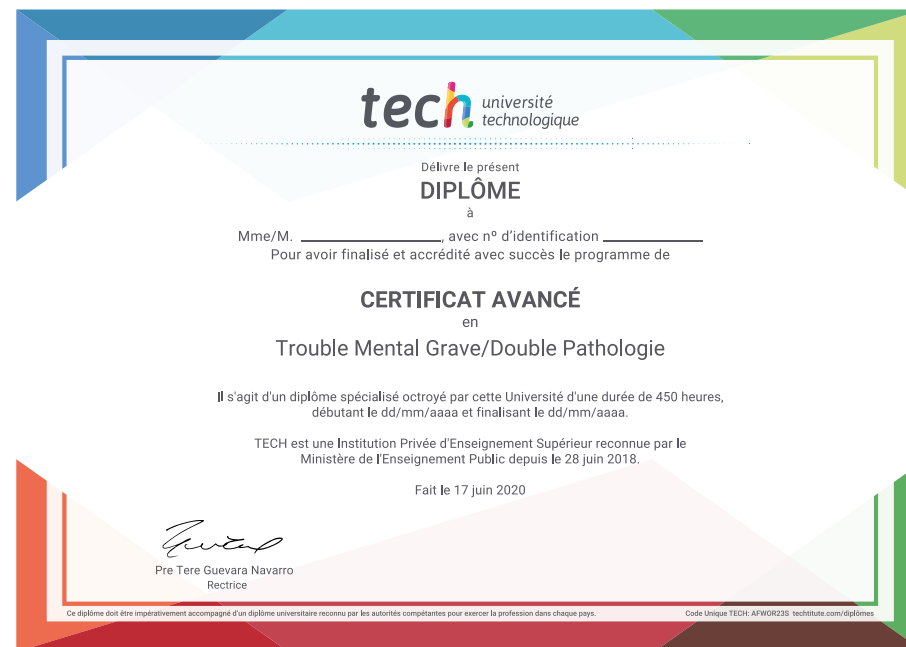 tech université
technologique
Délivre le présent
DIPLÔME
à
Mme/M. ____________________, avec nº d'identification ______________
Pour avoir finalisé et accrédité avec succès le programme de
CERTIFICAT AVANCÉ
en
Trouble Mental Grave/Double Pathologie
Il s'agit d'un diplôme spécialisé octroyé par cette Université d'une durée de 450 heures,
débutant le dd/mm/aaaa et finalisant le dd/mm/aaaa.
TECH est une Institution Privée d'Enseignement Supérieur reconnue par le
Ministère de l'Enseignement Public depuis le 28 juin 2018.
Fait le 17 juin 2020
Pre Tere Guevara Navarro
Rectrice
Ce diplôme doit être impérativement accompagné d'un diplôme universitaire reconnu par les autorités compétantes pour exercer la profession dans chaque pays.
Code Unique TECH: AFWOR23S techtitute.com/diplômes